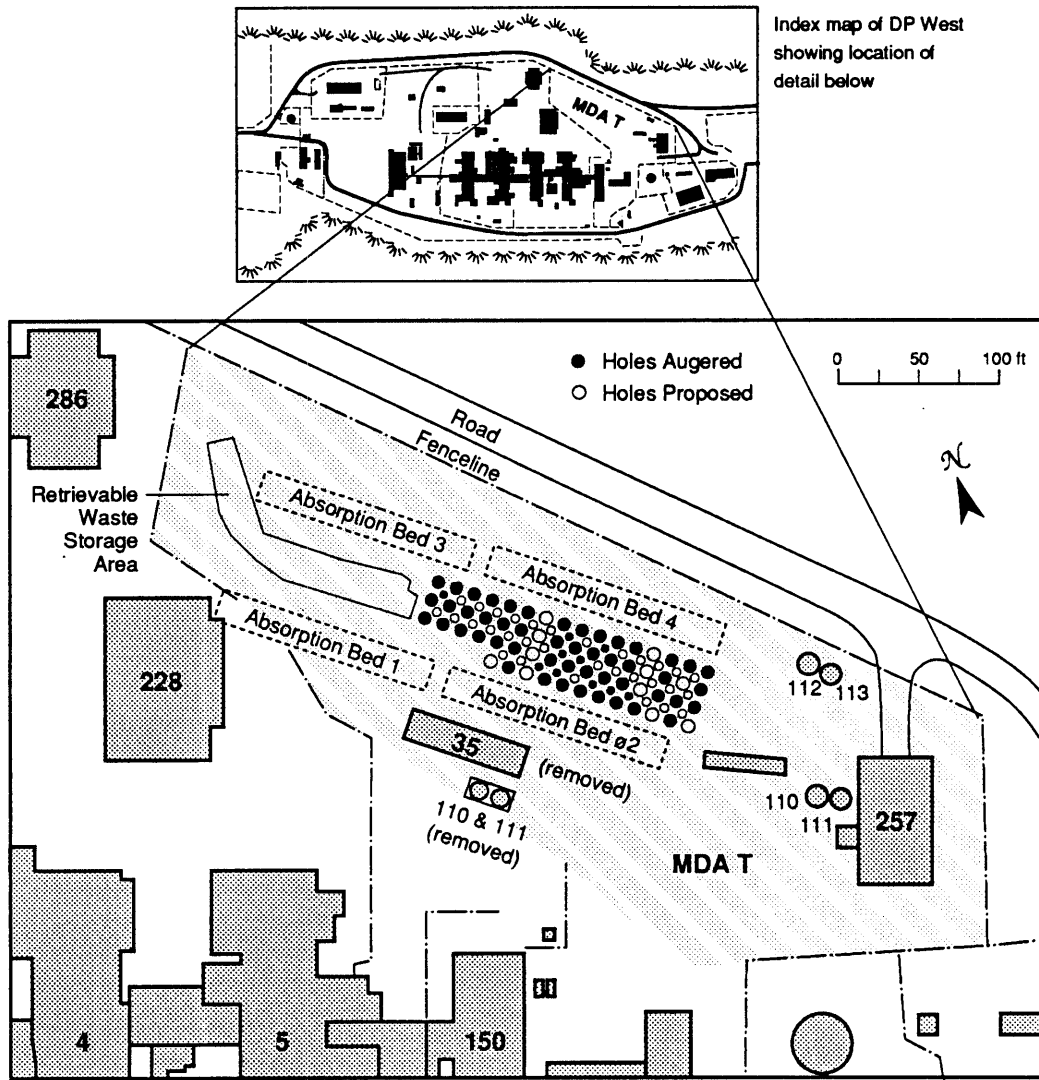 Index map of DP West
showing location of
detail below
MDA T
Holes Augered
Holes Proposed
0 50 100 ft
N
286
Road
Fenceline
Retrievable
Waste
Storage
Area
Absorption Bed 3
Absorption Bed 4
Absorption Bed 1
Absorption Bed ø2
228
35
(removed)
110 & 111
(removed)
112 113
110
111
257
MDA T
4
5
150